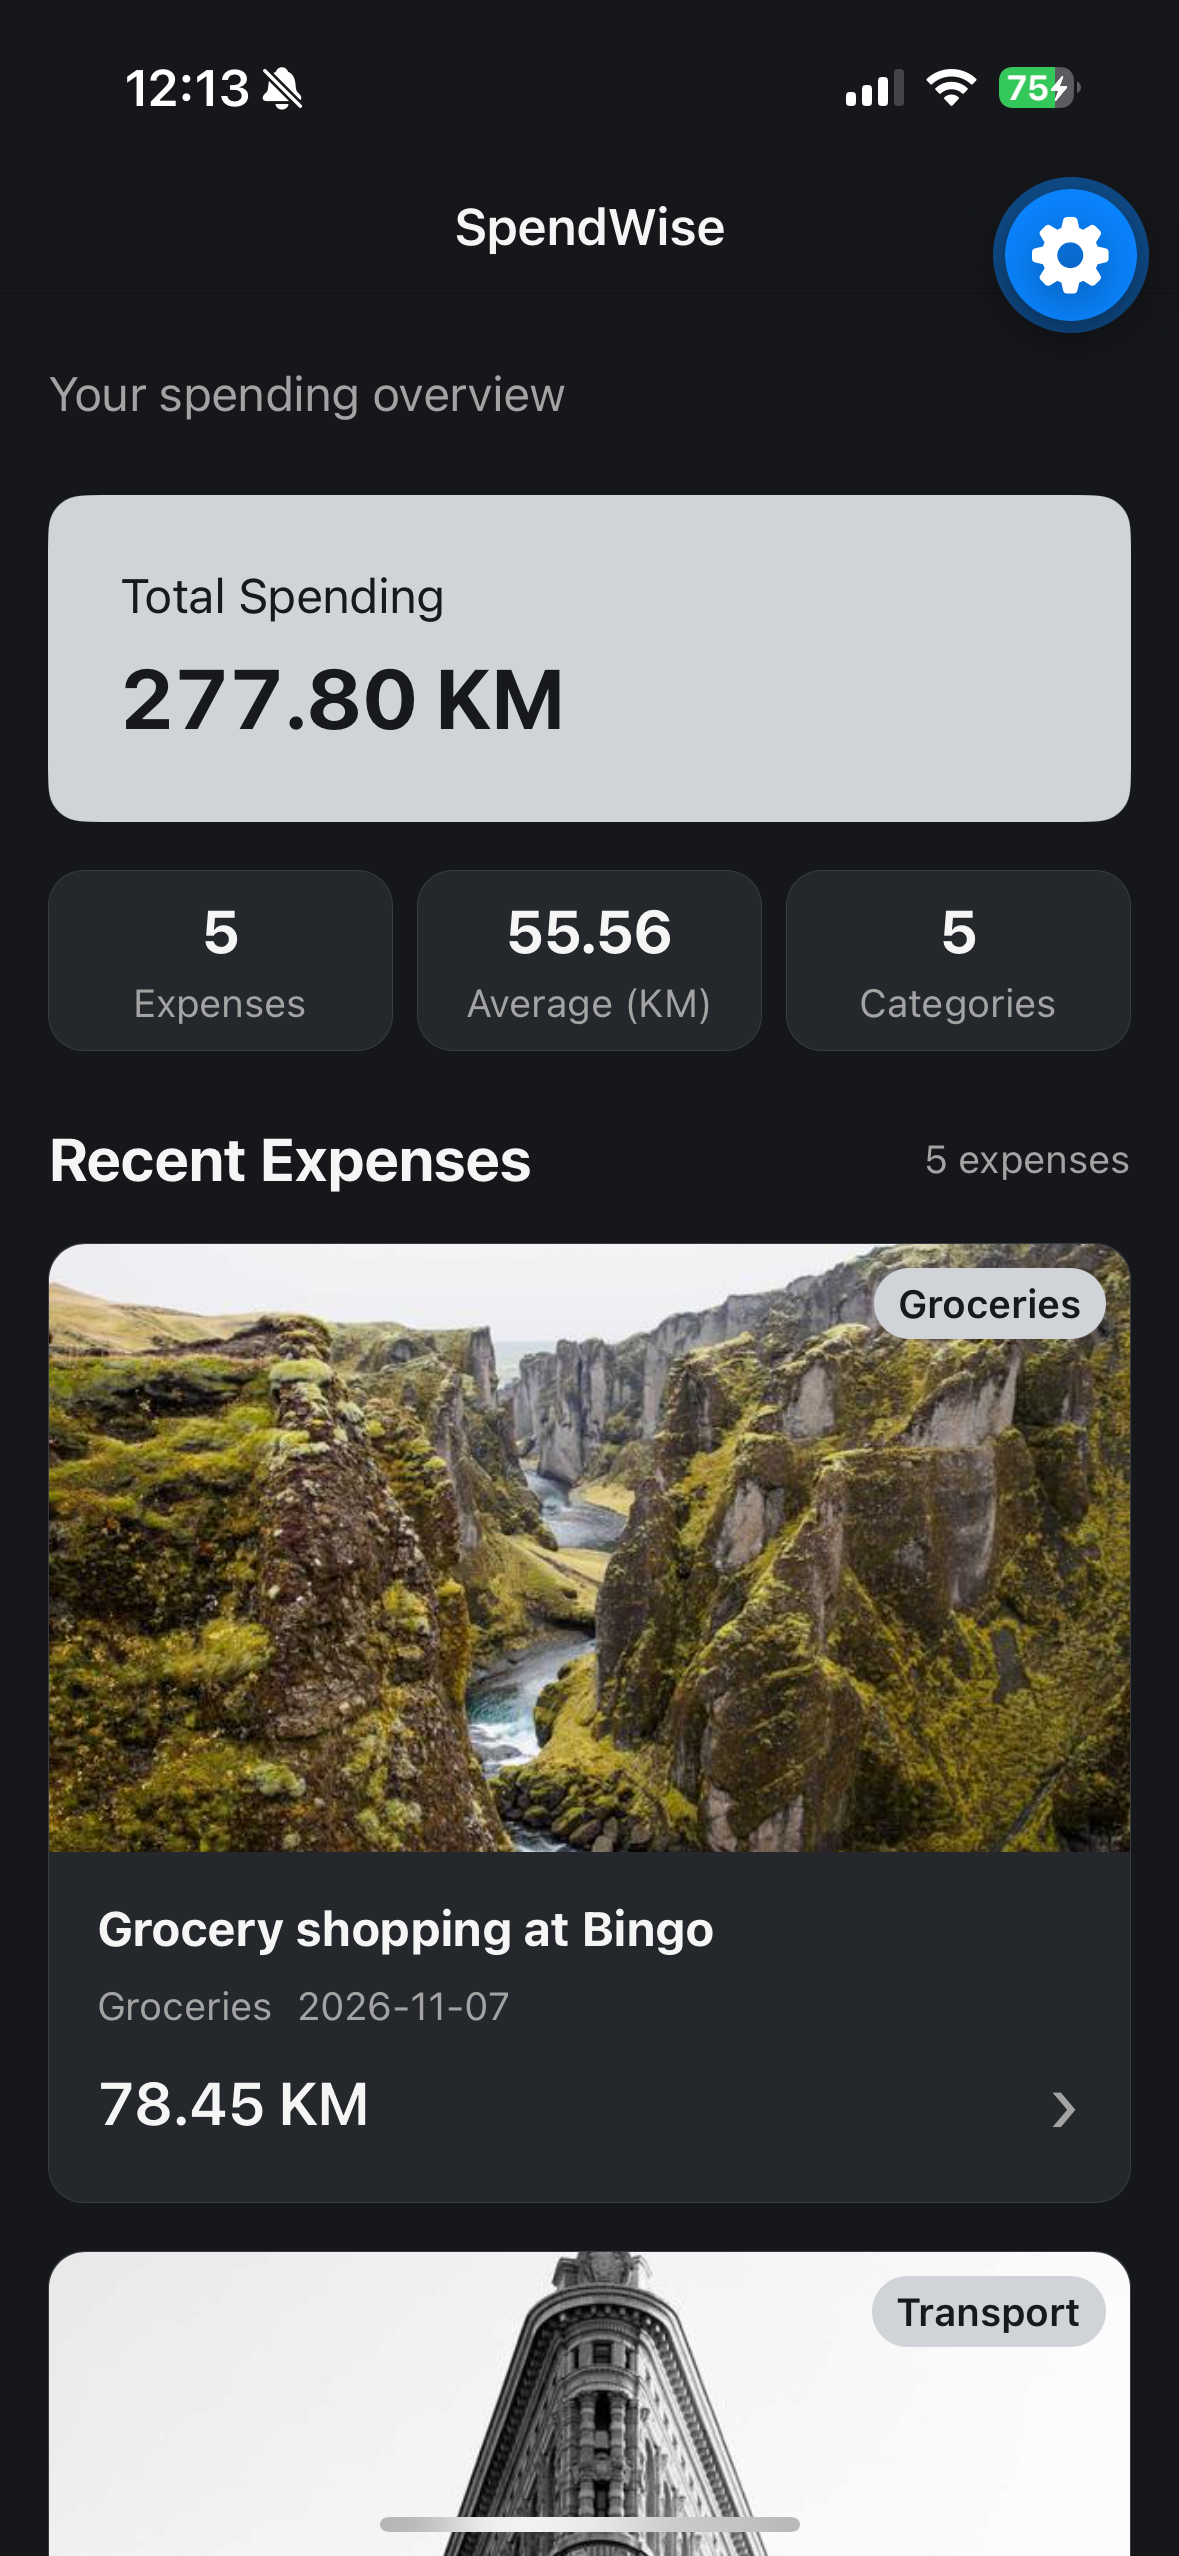 12:13
75
SpendWise
Your spending overview
Total Spending
277.80 KM
5
Expenses
55.56
Average (KM)
5
Categories
Recent Expenses
5 expenses
Groceries
Grocery shopping at Bingo
Groceries 2026-11-07
78.45 KM
Transport